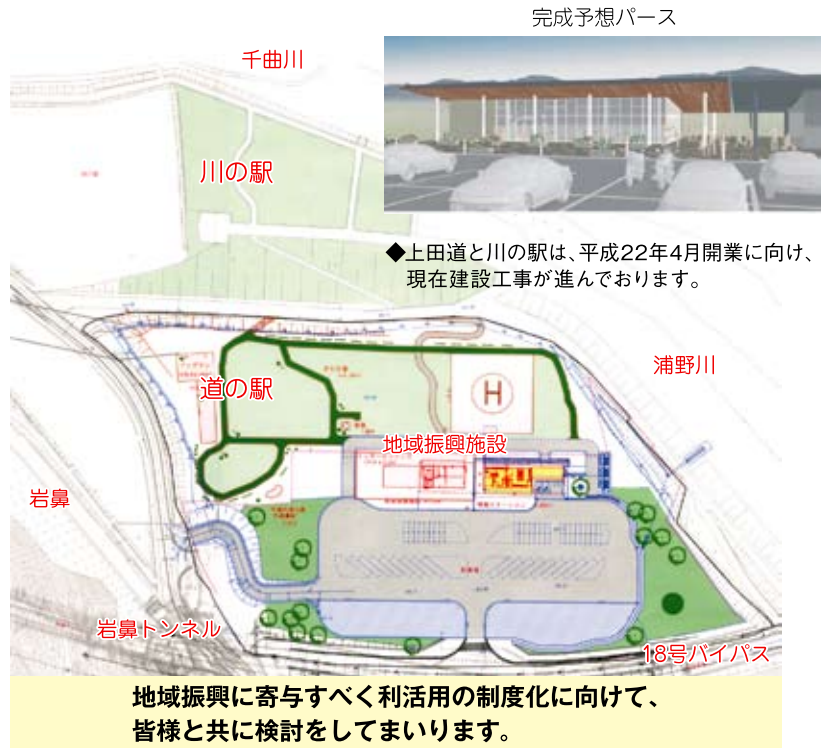 完成予想パース
千曲川
川の駅
◆上田道と川の駅は、平成22年4月開業に向け、
現在建設工事が進んでおります。
浦野川
道の駅
H
地域振興施設
岩鼻
岩鼻トンネル
18号バイパス
地域振興に寄与すべく利活用の制度化に向けて、
皆様と共に検討をしてまいります。